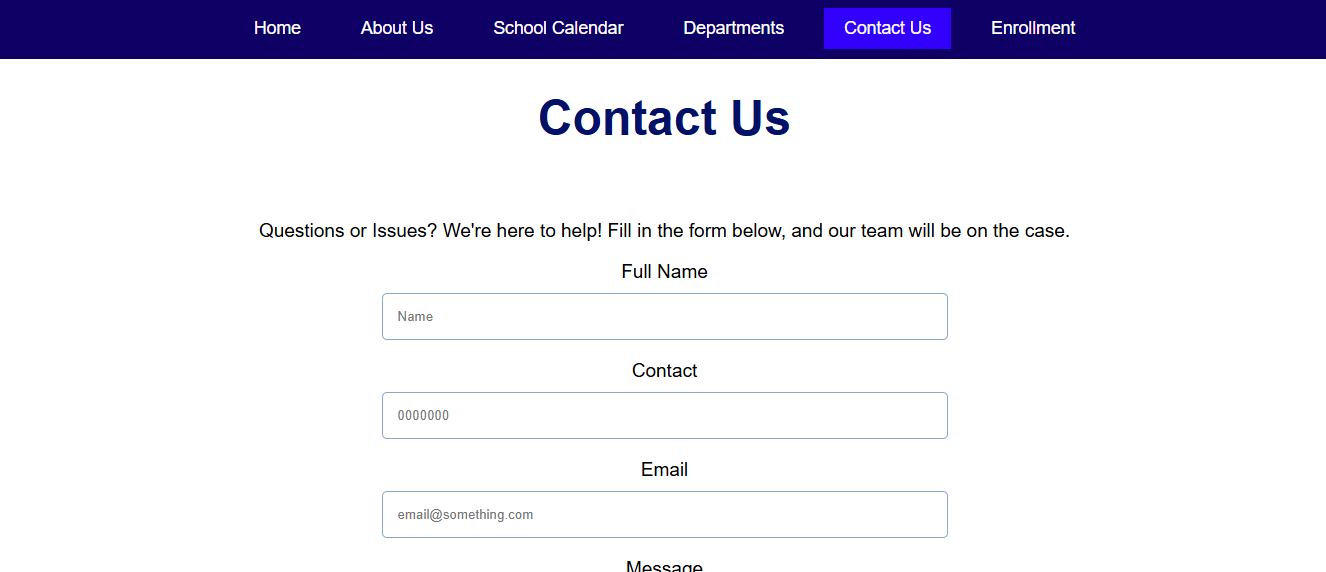 Home About Us School Calendar Departments Contact Us Enrollment
Contact Us
Questions or Issues? We're here to help! Fill in the form below, and our team will be on the case.
Full Name
Name
Contact
0000000
Email
email@something.com
Message